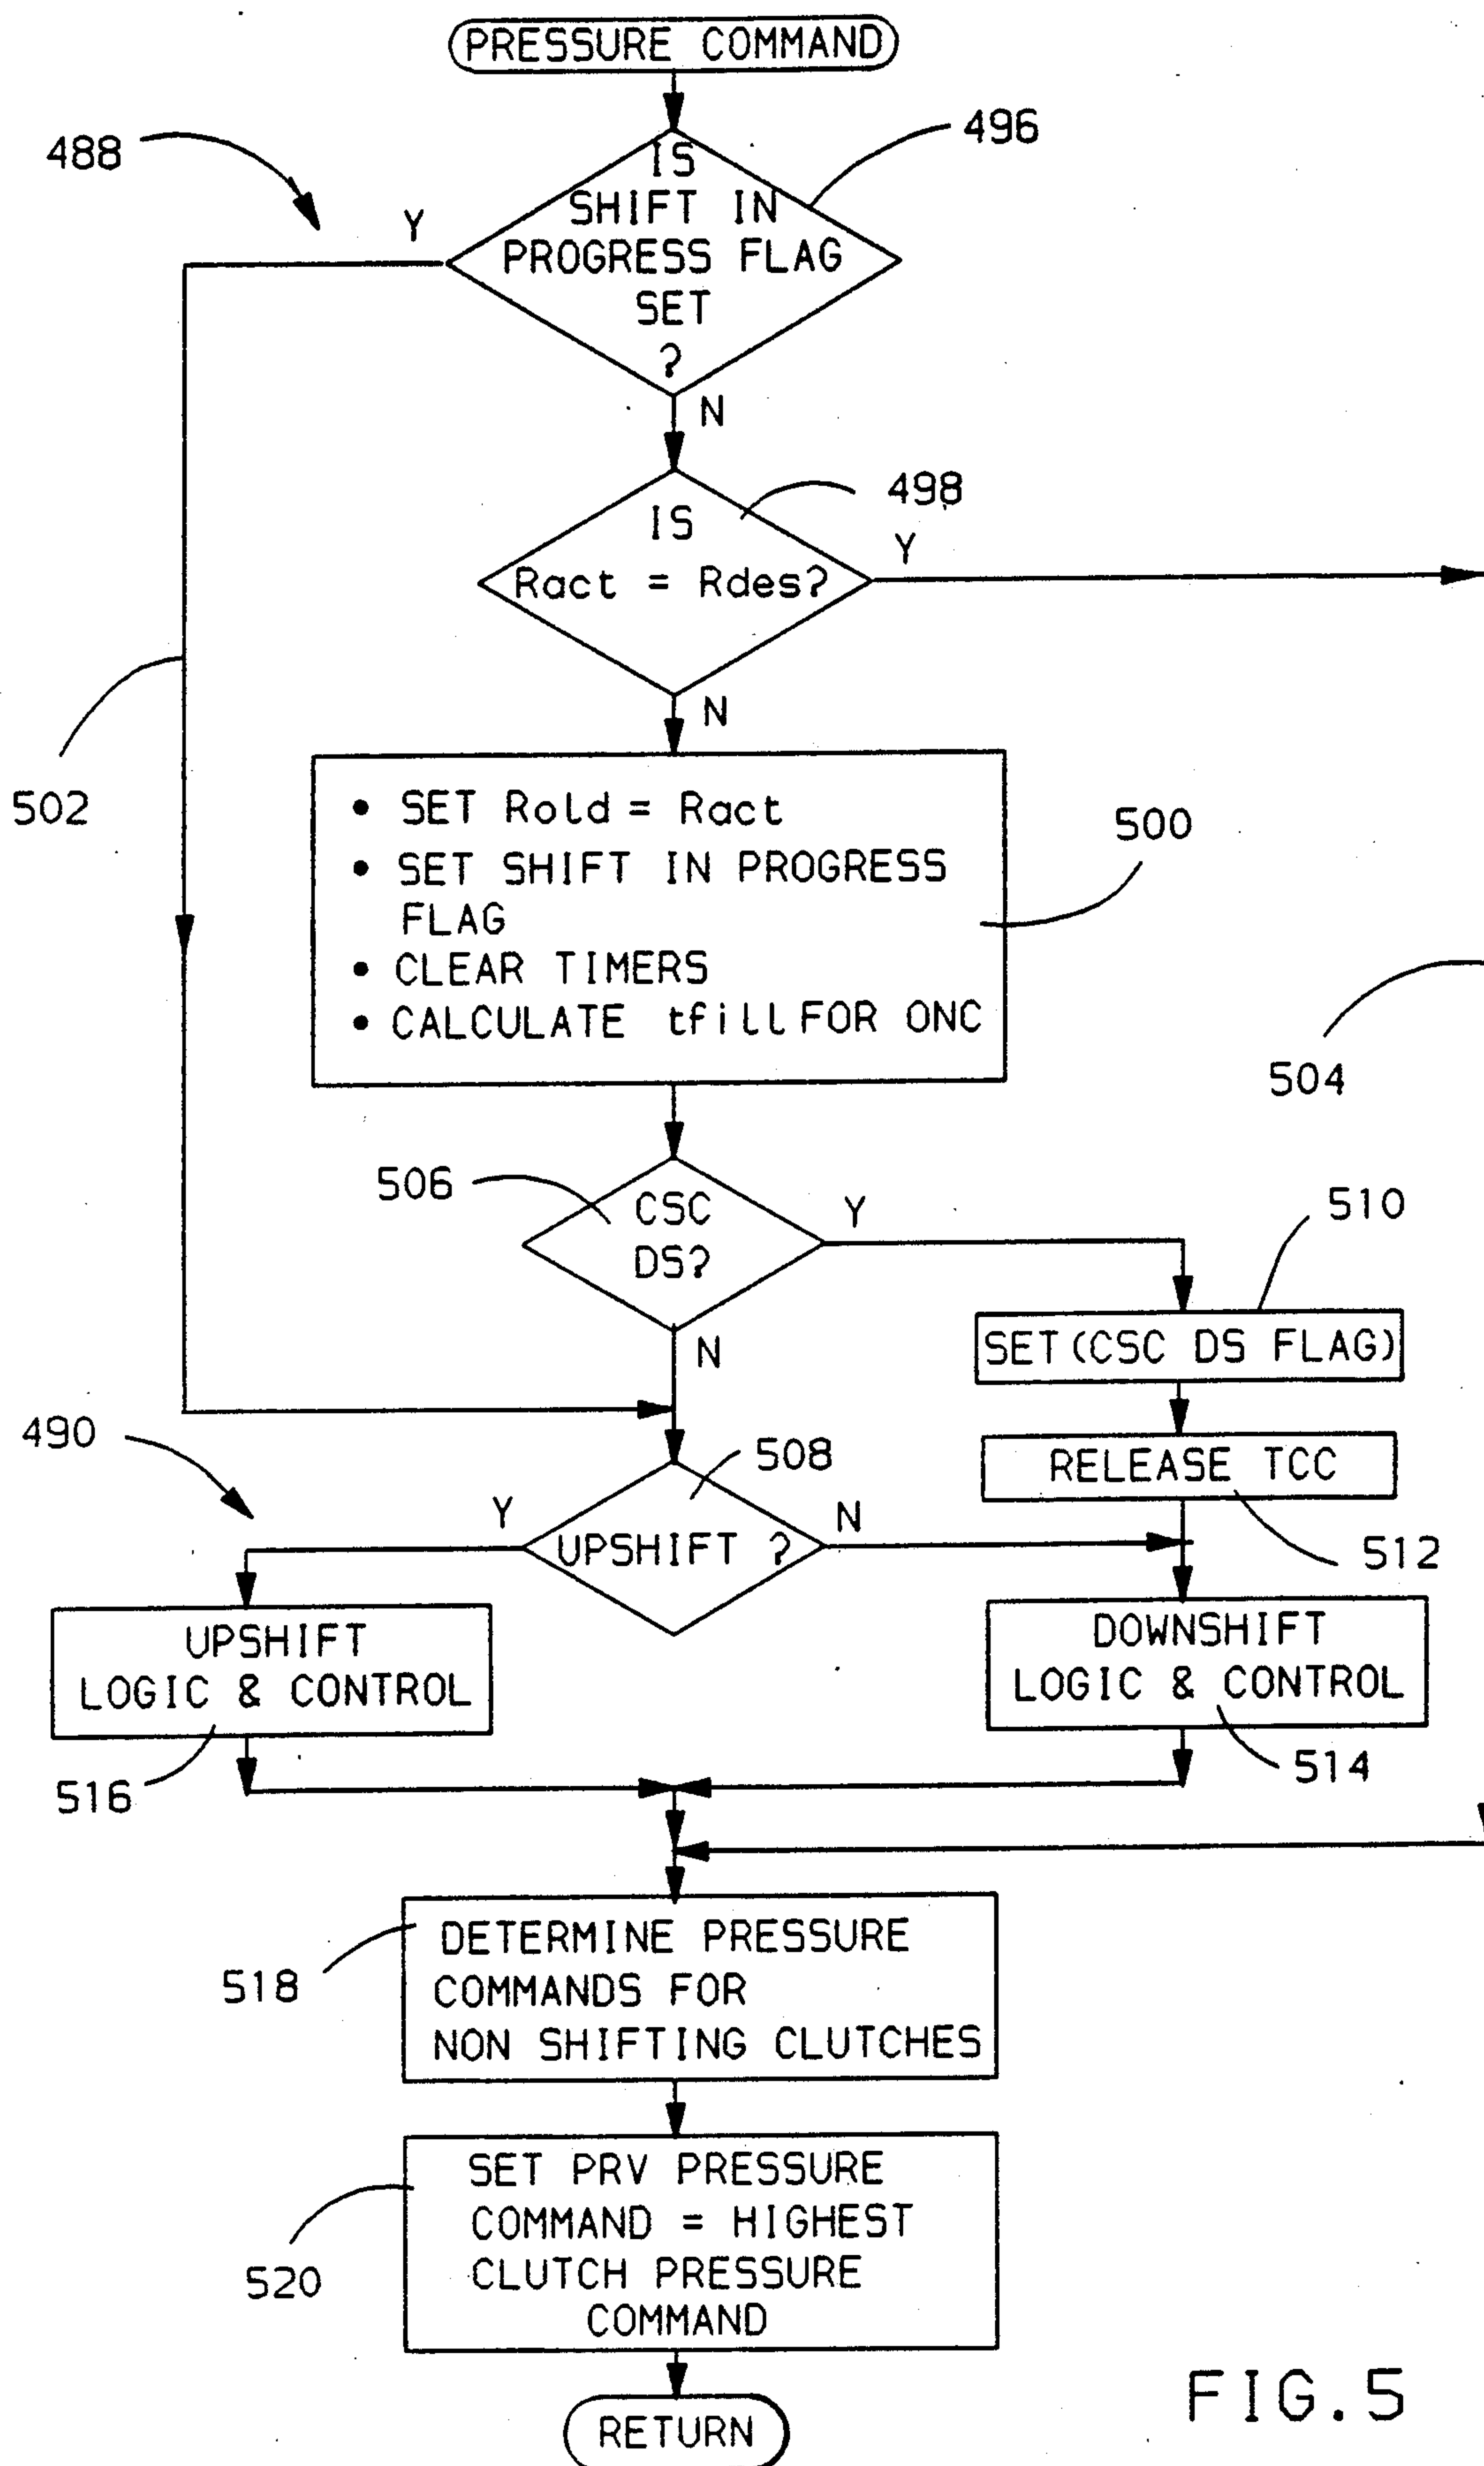 PRESSURE COMMAND
488
496
IS
SHIFT IN
PROGRESS FLAG
SET
?
Y
N
498
IS
Ract = Rdes?
Y
N
502
• SET Rold = Ract
• SET SHIFT IN PROGRESS
FLAG
• CLEAR TIMERS
• CALCULATE tfill FOR ONC
500
504
506
CSC
DS?
Y
N
510
SET (CSC DS FLAG)
RELEASE TCC
512
490
508
UPSHIFT ?
Y
N
UPSHIFT
LOGIC & CONTROL
516
DOWNSHIFT
LOGIC & CONTROL
514
DETERMINE PRESSURE
COMMANDS FOR
NON SHIFTING CLUTCHES
518
SET PRV PRESSURE
COMMAND = HIGHEST
CLUTCH PRESSURE
COMMAND
520
RETURN
FIG.5